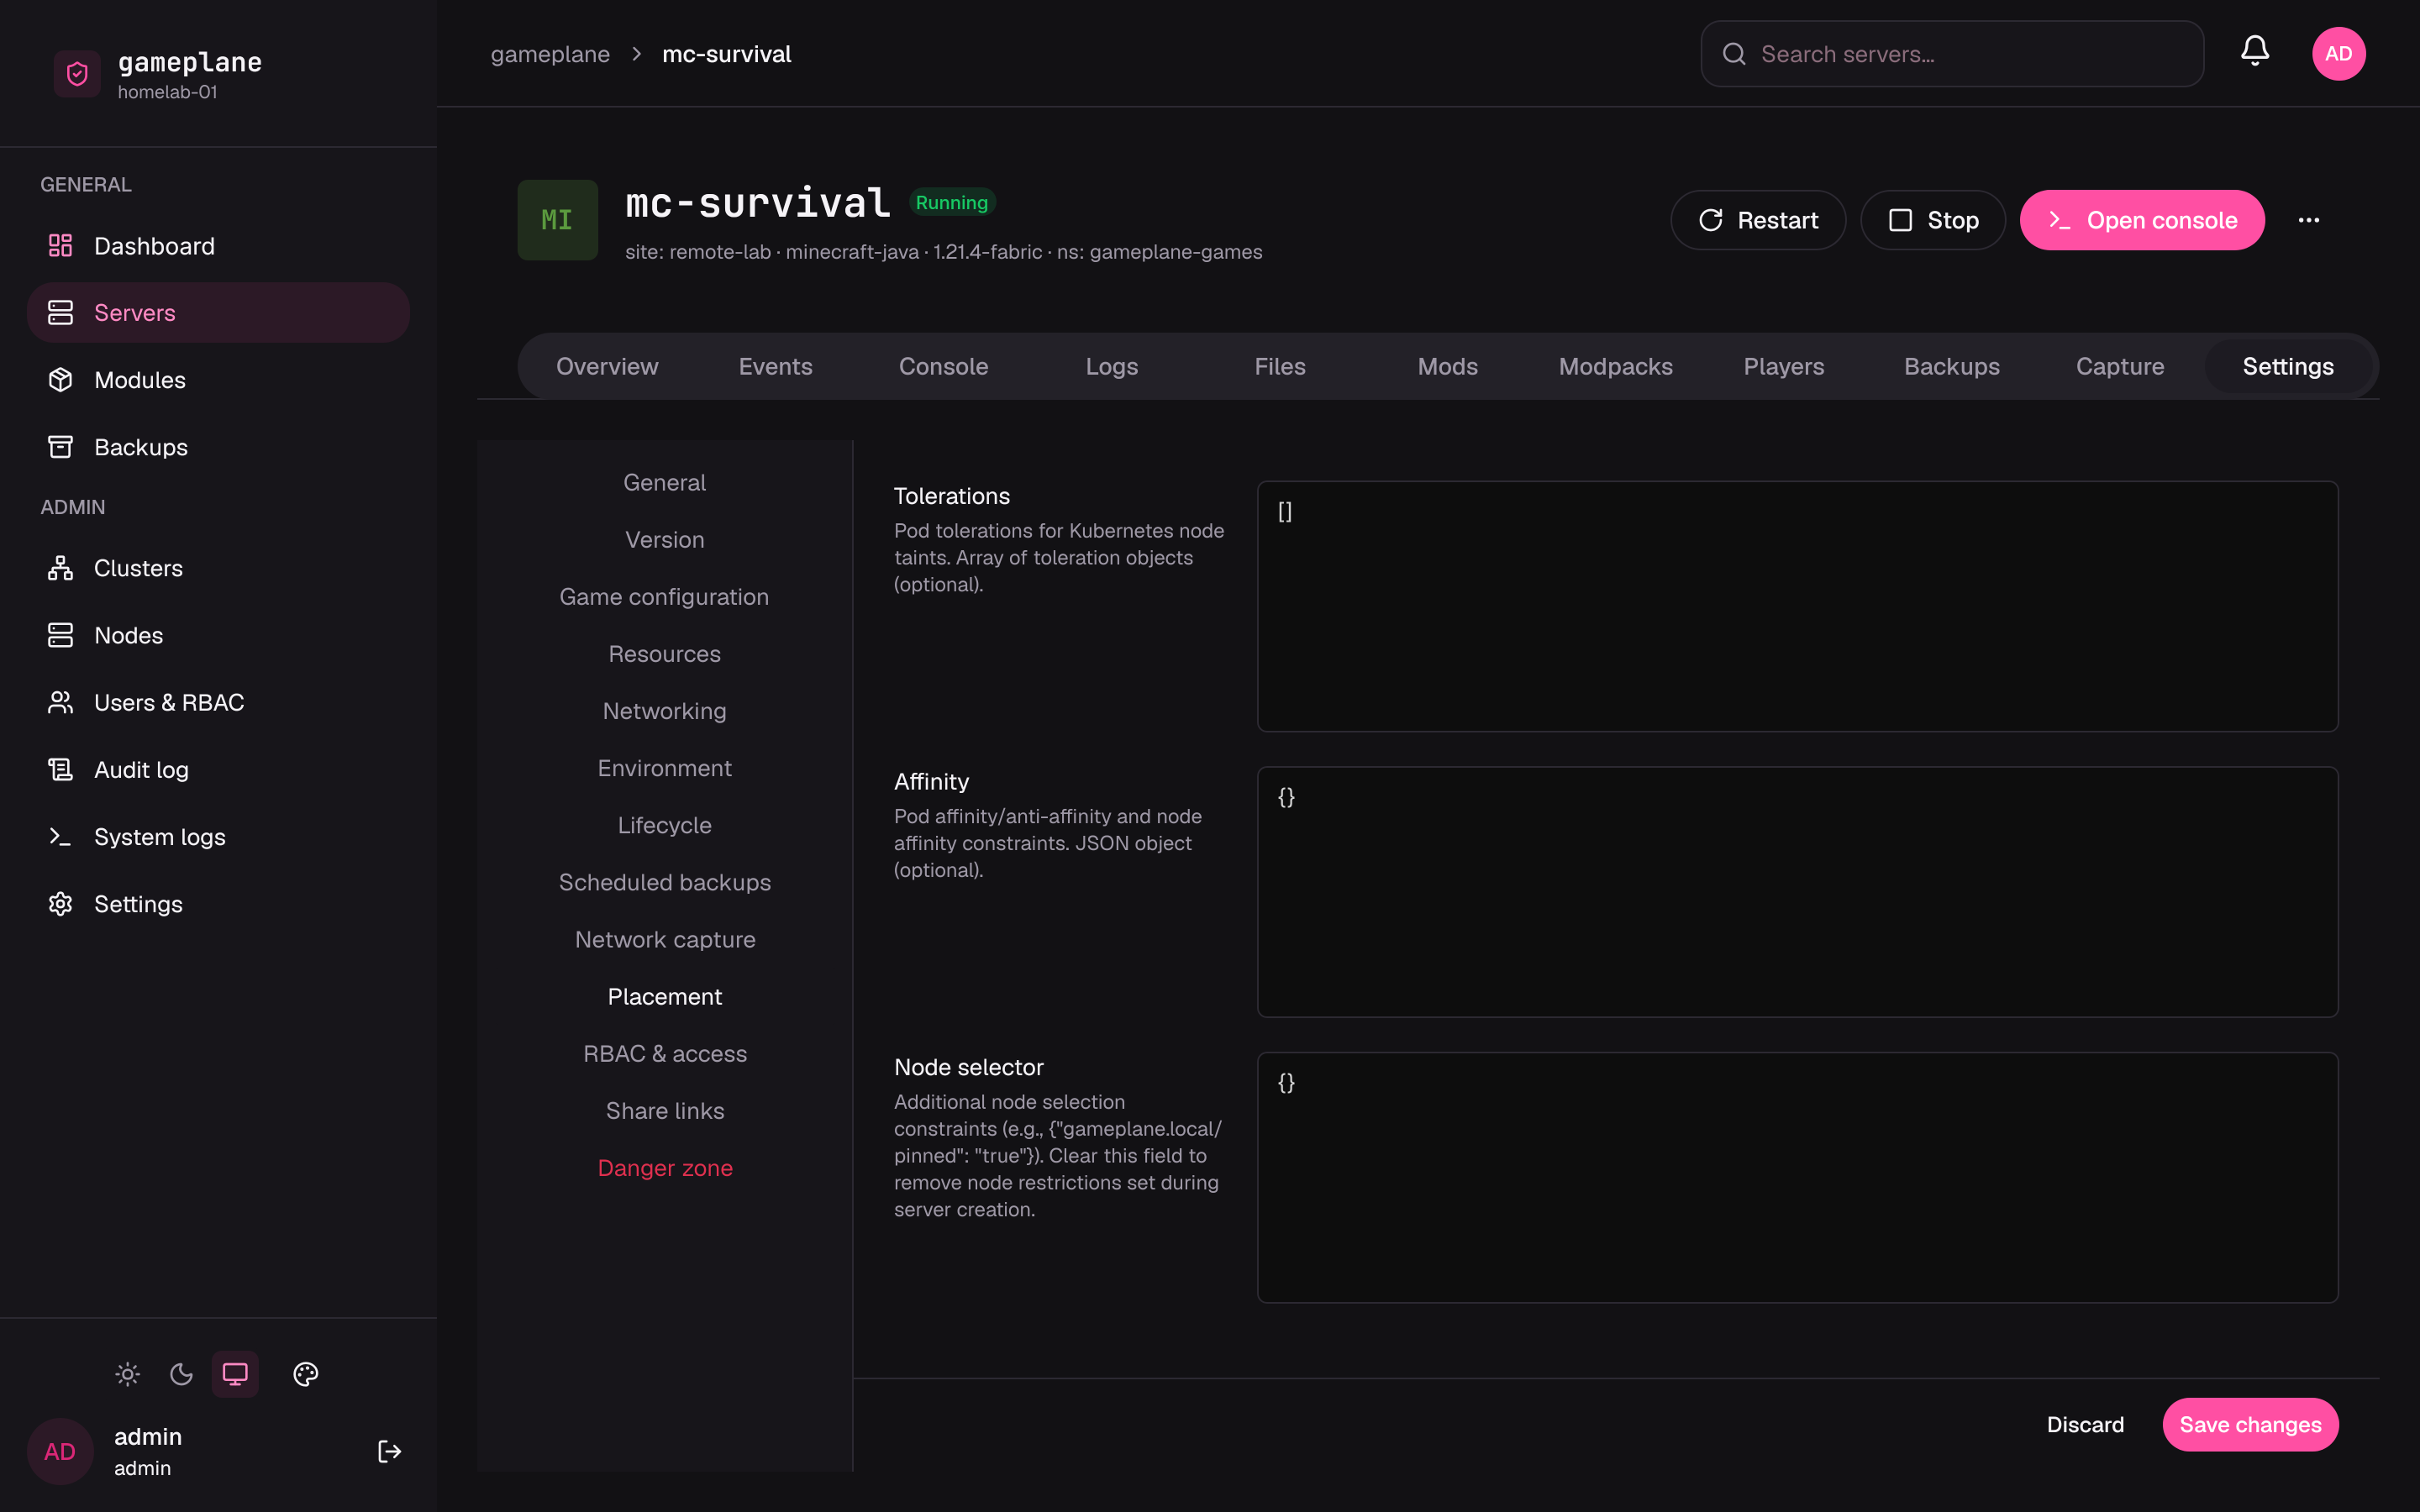 gameplane
homelab-01
GENERAL
Dashboard
Servers
Modules
Backups
ADMIN
Clusters
Nodes
Users & RBAC
Audit log
System logs
Settings
AD
admin
admin
gameplane > mc-survival
Search servers...
AD
MI
mc-survival
Running
site: remote-lab · minecraft-java · 1.21.4-fabric · ns: gameplane-games
Restart
Stop
Open console
Overview
Events
Console
Logs
Files
Mods
Modpacks
Players
Backups
Capture
Settings
General
Version
Game configuration
Resources
Networking
Environment
Lifecycle
Scheduled backups
Network capture
Placement
RBAC & access
Share links
Danger zone
Tolerations
Pod tolerations for Kubernetes node
taints. Array of toleration objects
(optional).
[]
Affinity
Pod affinity/anti-affinity and node
affinity constraints. JSON object
(optional).
{}
Node selector
Additional node selection
constraints (e.g., {"gameplane.local/
pinned": "true"}). Clear this field to
remove node restrictions set during
server creation.
{}
Discard
Save changes